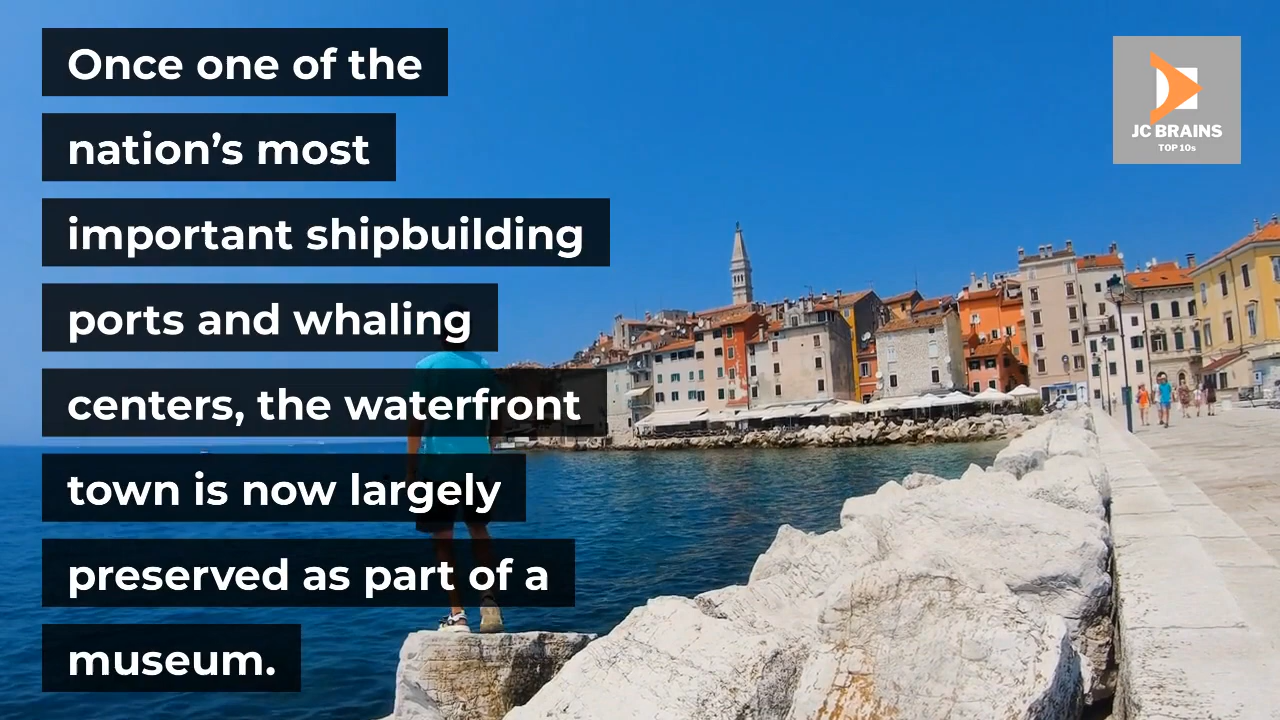 Once one of the
nation’s most
important shipbuilding
ports and whaling
centers, the waterfront
town is now largely
preserved as part of a
museum.
JC BRAINS
TOP 10s